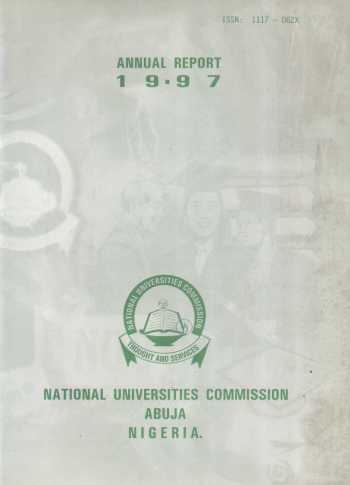 ISSN: 1117 - 062X
ANNUAL REPORT
1 9 • 9 7
NATIONAL UNIVERSITIES COMMISSION
THOUGHT AND SERVICES
NATIONAL UNIVERSITIES COMMISSION
ABUJA
NIGERIA.